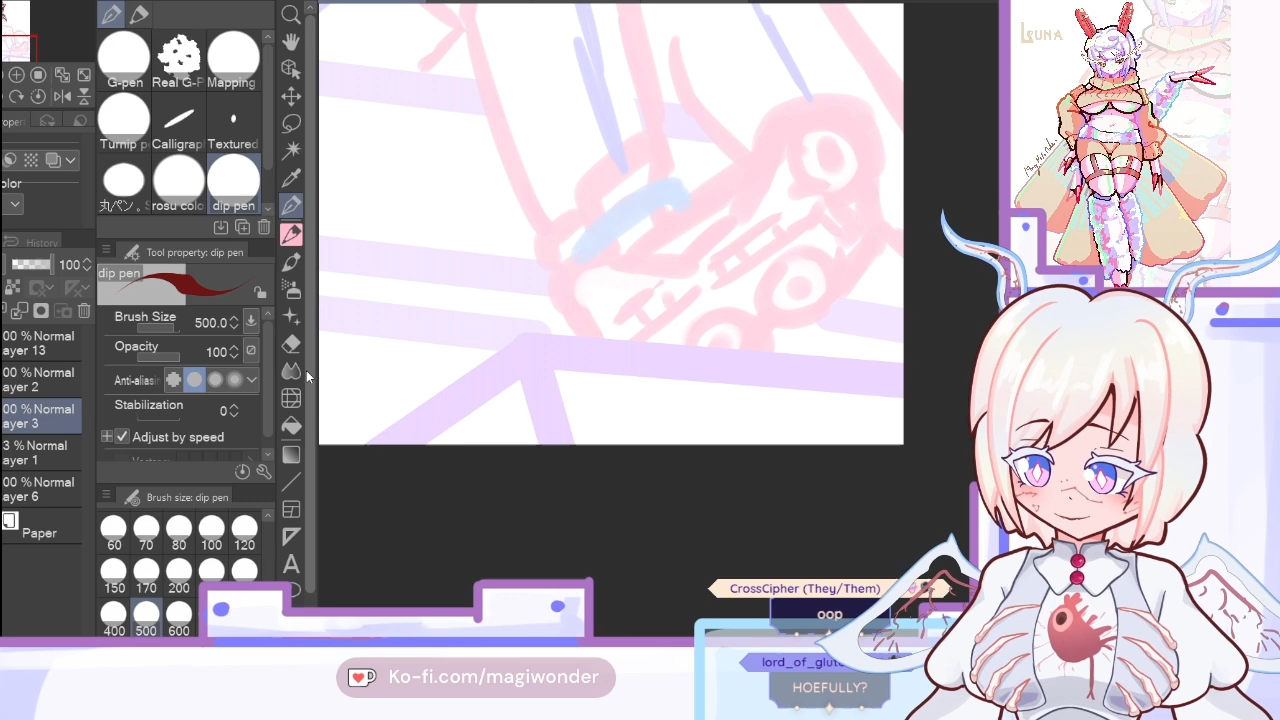 G-pen
Real G-P
Mapping
Turnip p
Calligrap
Textured
丸ペン。
rosu colo
dip pen
oper
olor
History
100
Tool property: dip pen
dip pen
Brush Size
500.0
Opacity
100
Anti-aliasi
Stabilization
0
Adjust by speed
00 % Normal
ayer 13
00 % Normal
ayer 2
00 % Normal
ayer 3
3 % Normal
ayer 1
00 % Normal
ayer 6
Paper
Brush size: dip pen
60
70
80
100
120
150
170
200
400
500
600
Ko-fi.com/magiwonder
CrossCipher (They/Them)
oop
lord_of_glut
HOEFULLY?
LEUNA